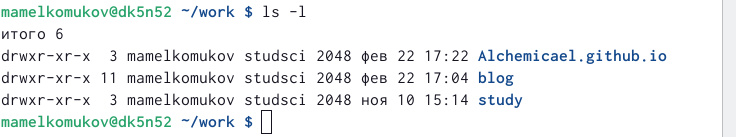 mamelkomukov@dk5n52 ~/work $ ls -l
итого 6
drwxr-xr-x  3 mamelkomukov studsci 2048 фев 22 17:22 Alchemicael.github.io
drwxr-xr-x 11 mamelkomukov studsci 2048 фев 22 17:04 blog
drwxr-xr-x  3 mamelkomukov studsci 2048 ноя 10 15:14 study
mamelkomukov@dk5n52 ~/work $